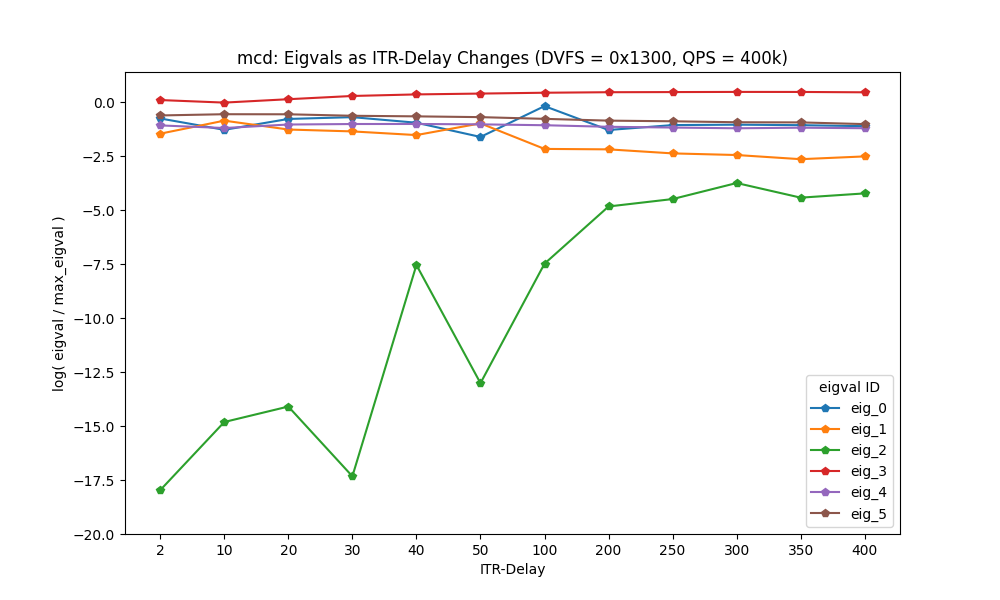 mcd: Eigvals as ITR-Delay Changes (DVFS = 0x1300, QPS = 400k)
log( eigval / max_eigval )
0.0
−2.5
−5.0
−7.5
−10.0
−12.5
−15.0
−17.5
−20.0
eigval ID
eig_0
eig_1
eig_2
eig_3
eig_4
eig_5
2 10 20 30 40 50 100 200 250 300 350 400
ITR-Delay